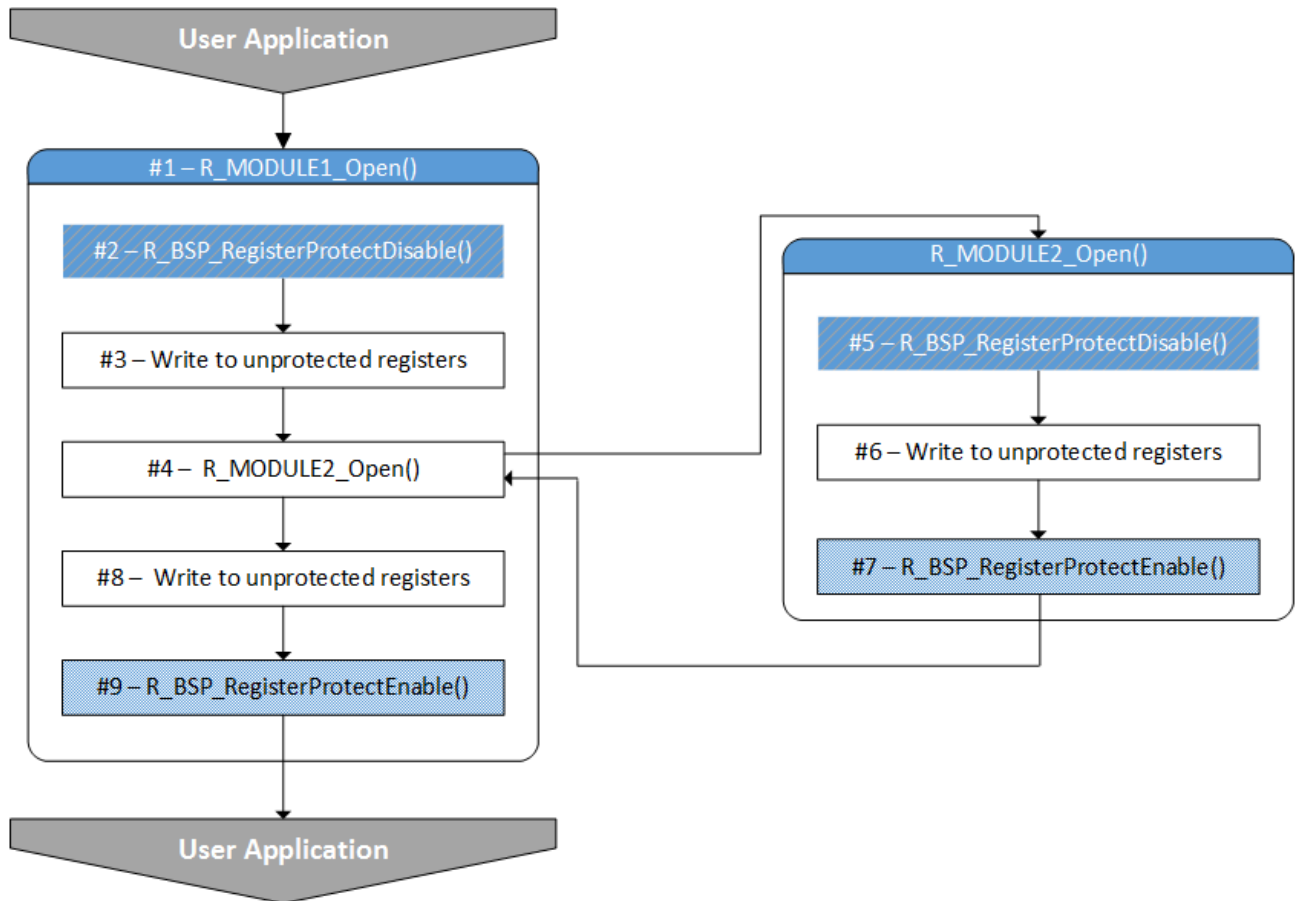 User Application
#1 – R_MODULE1_Open()
#2 – R_BSP_RegisterProtectDisable()
#3 – Write to unprotected registers
#4 – R_MODULE2_Open()
R_MODULE2_Open()
#5 – R_BSP_RegisterProtectDisable()
#6 – Write to unprotected registers
#7 – R_BSP_RegisterProtectEnable()
#8 – Write to unprotected registers
#9 – R_BSP_RegisterProtectEnable()
User Application